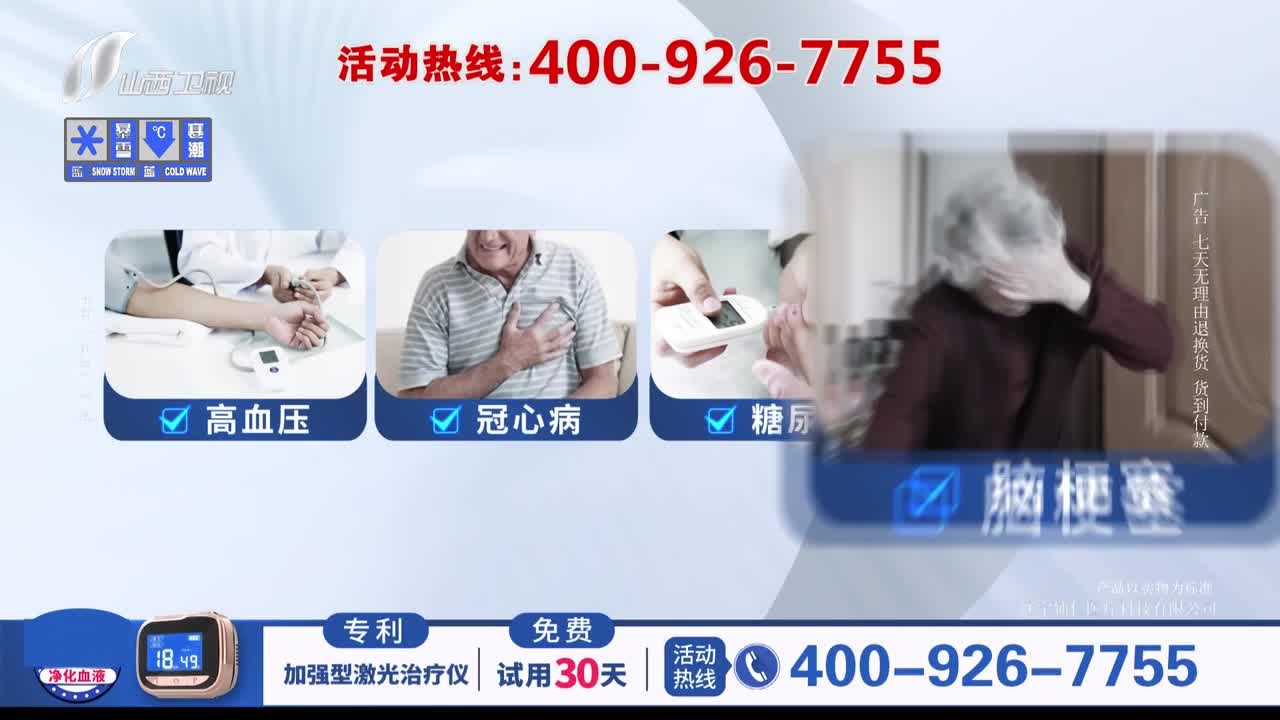 活动热线:400-926-7755
山西卫视
暴雪 ℃ 寒潮
蓝 SNOW STORM 蓝 COLD WAVE
广告 七天无理由退换货 货到付款
高血压
冠心病
糖尿
脑梗塞
产品以实物为标准
专利
免费
净化血液
18.49
加强型激光治疗仪
试用30天
活动热线
400-926-7755